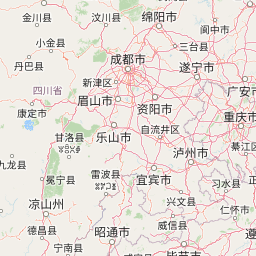 金川县
汶川县
绵阳市
阆中市
小金县
三台县
成都市
丹巴县
遂宁市
新津区
四川省
眉山市
资阳市
广安
康定市
重庆
甘洛县
乐山市
自流井区
綦江
泸州市
九龙县
雷波县
冕宁县
宜宾市
习水县
凉山州
兴文县
仁怀市
威信县
德昌县
昭通市
宁南县